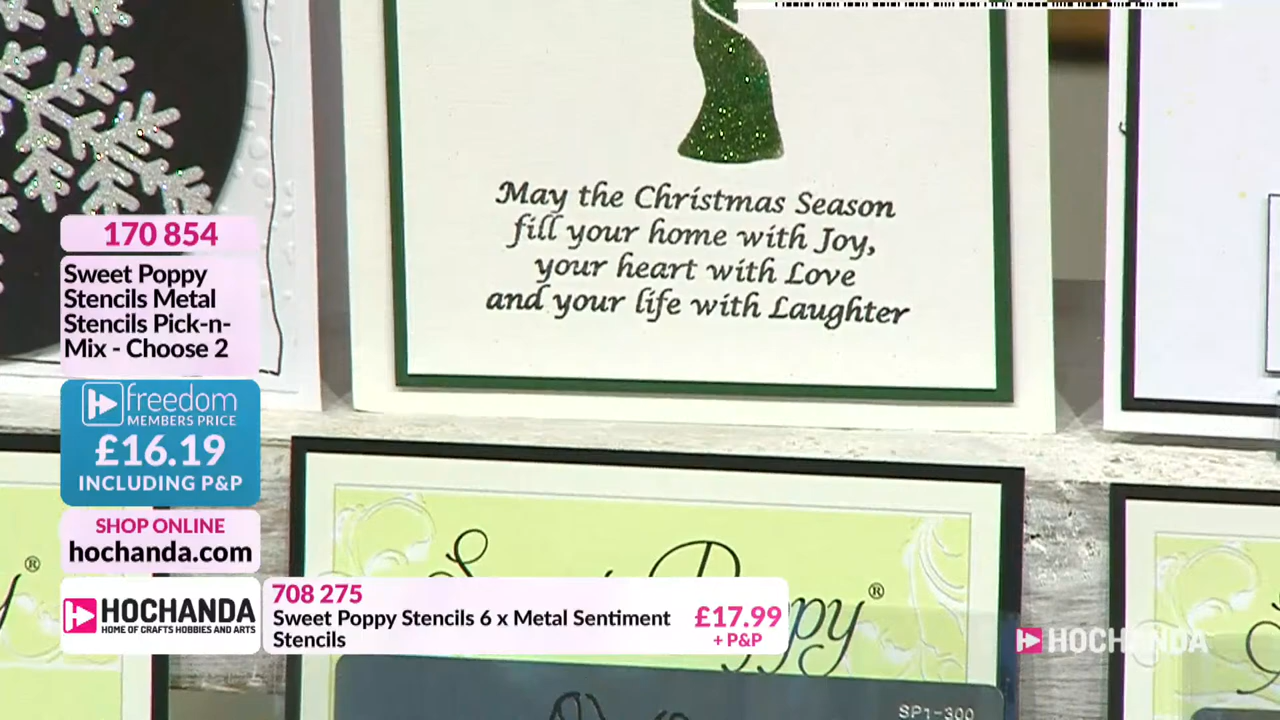 May the Christmas Season
fill your home with Joy,
your heart with Love
and your life with Laughter
170 854
Sweet Poppy
Stencils Metal
Stencils Pick-n-
Mix - Choose 2
freedom
MEMBERS PRICE
£16.19
INCLUDING P&P
SHOP ONLINE
hochanda.com
HOCHANDA
HOME OF CRAFTS HOBBIES AND ARTS
708 275
Sweet Poppy Stencils 6 x Metal Sentiment
Stencils
£17.99
+ P&P
®
®
HOCHANDA
SP1-300